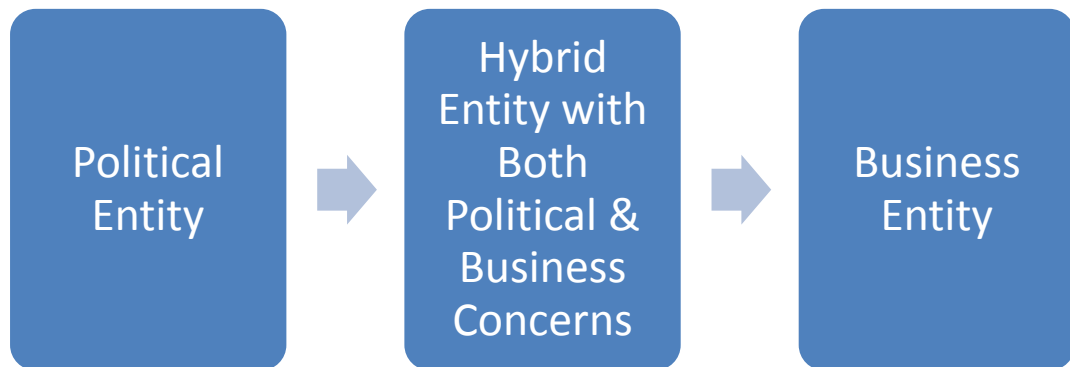 Political
Entity
Hybrid
Entity with
Both
Political &
Business
Concerns
Business
Entity